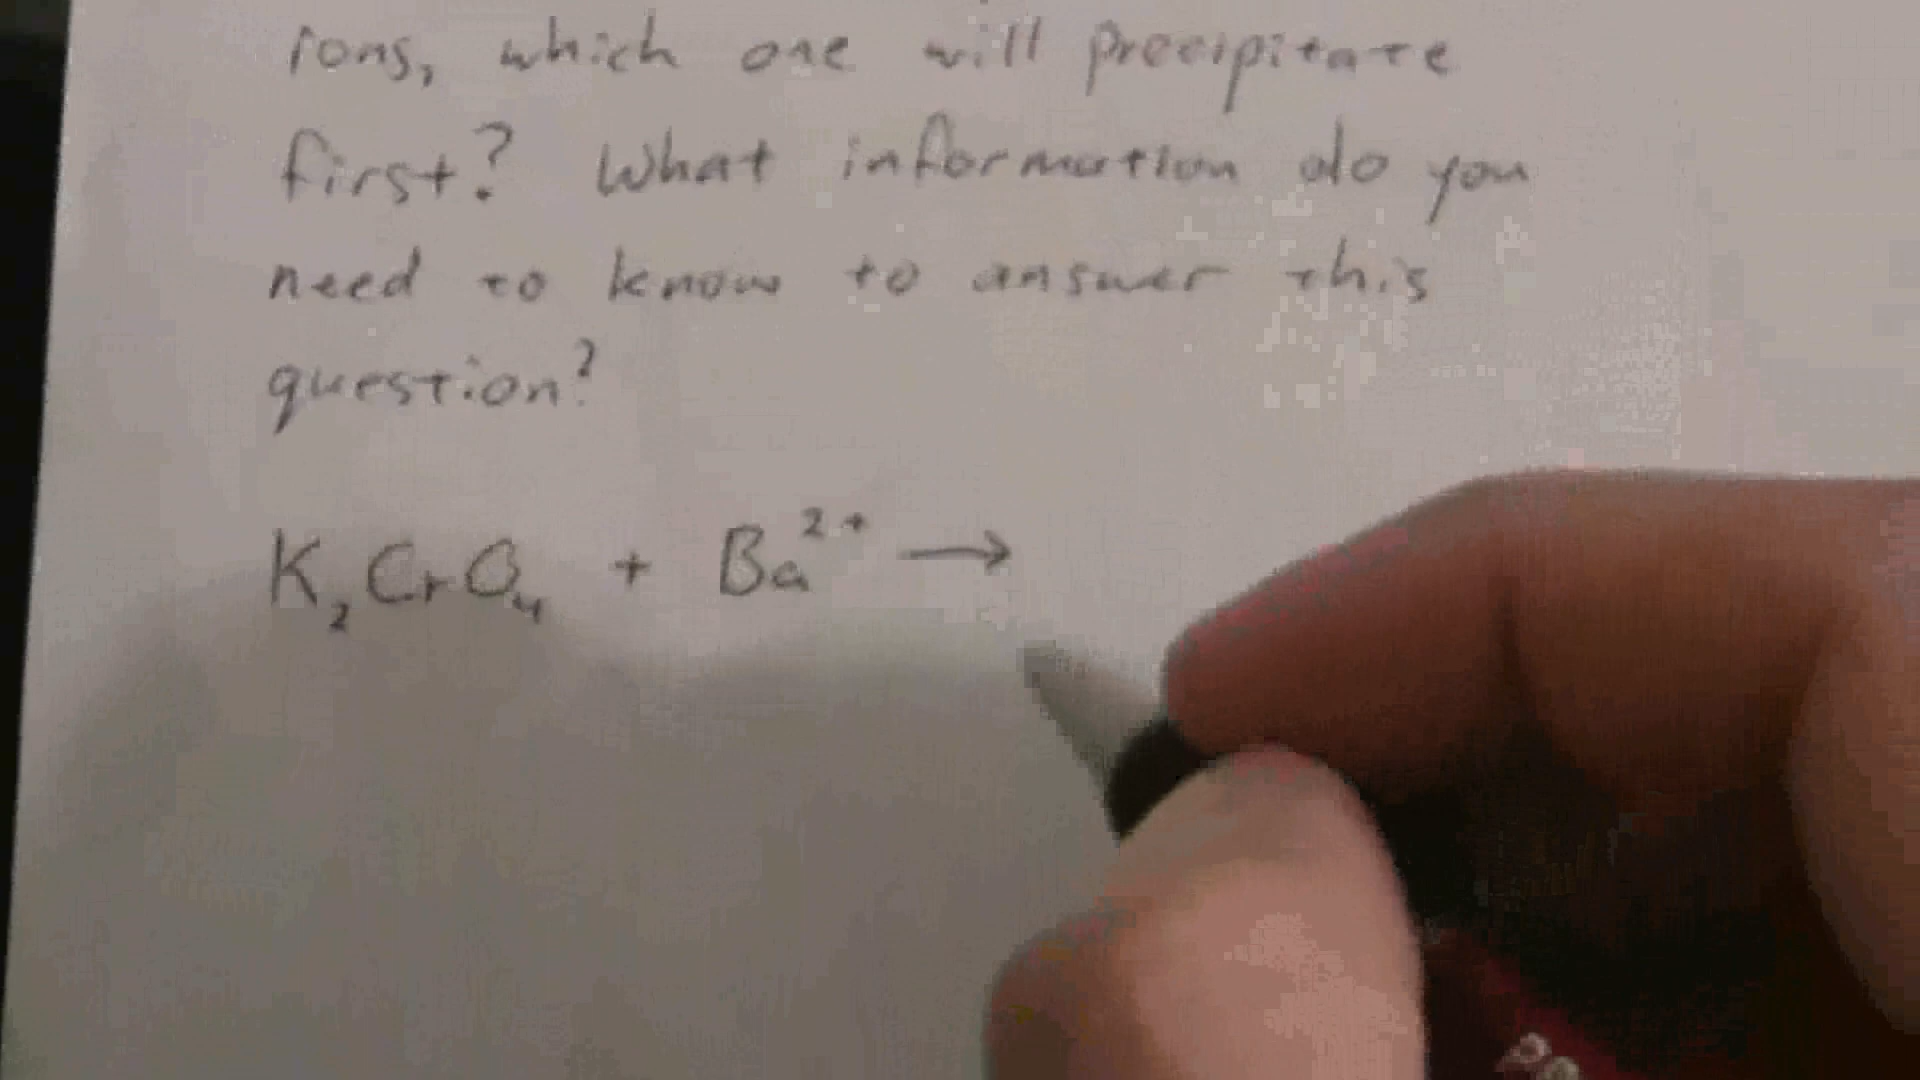 ions, which one will precipitate
first? What information do you
need to know to answer this
question?
K₂CrO₄ + Ba²⁺ →